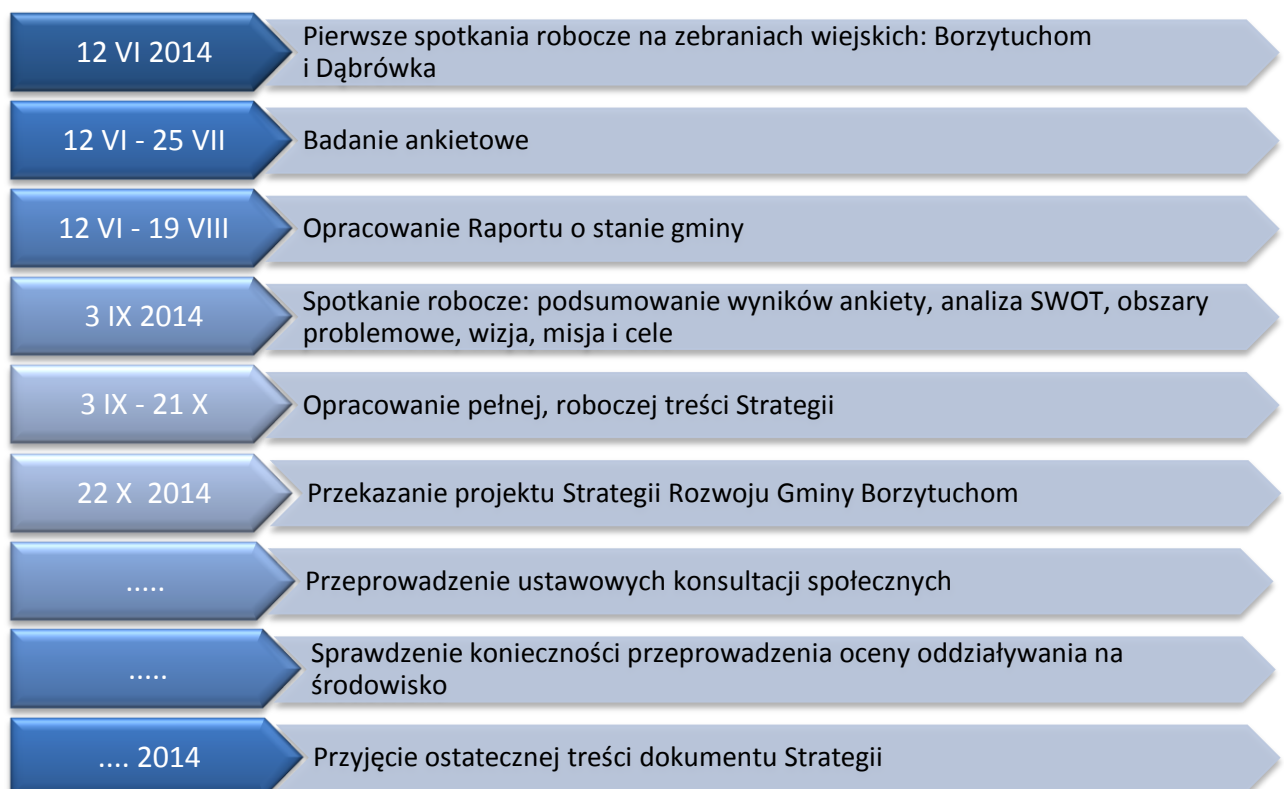 12 VI 2014
Pierwsze spotkania robocze na zebraniach wiejskich: Borzytuchom
i Dąbrówka
12 VI - 25 VII
Badanie ankietowe
12 VI - 19 VIII
Opracowanie Raportu o stanie gminy
3 IX 2014
Spotkanie robocze: podsumowanie wyników ankiety, analiza SWOT, obszary
problemowe, wizja, misja i cele
3 IX - 21 X
Opracowanie pełnej, roboczej treści Strategii
22 X 2014
Przekazanie projektu Strategii Rozwoju Gminy Borzytuchom
.....
Przeprowadzenie ustawowych konsultacji społecznych
.....
Sprawdzenie konieczności przeprowadzenia oceny oddziaływania na
środowisko
.... 2014
Przyjęcie ostatecznej treści dokumentu Strategii